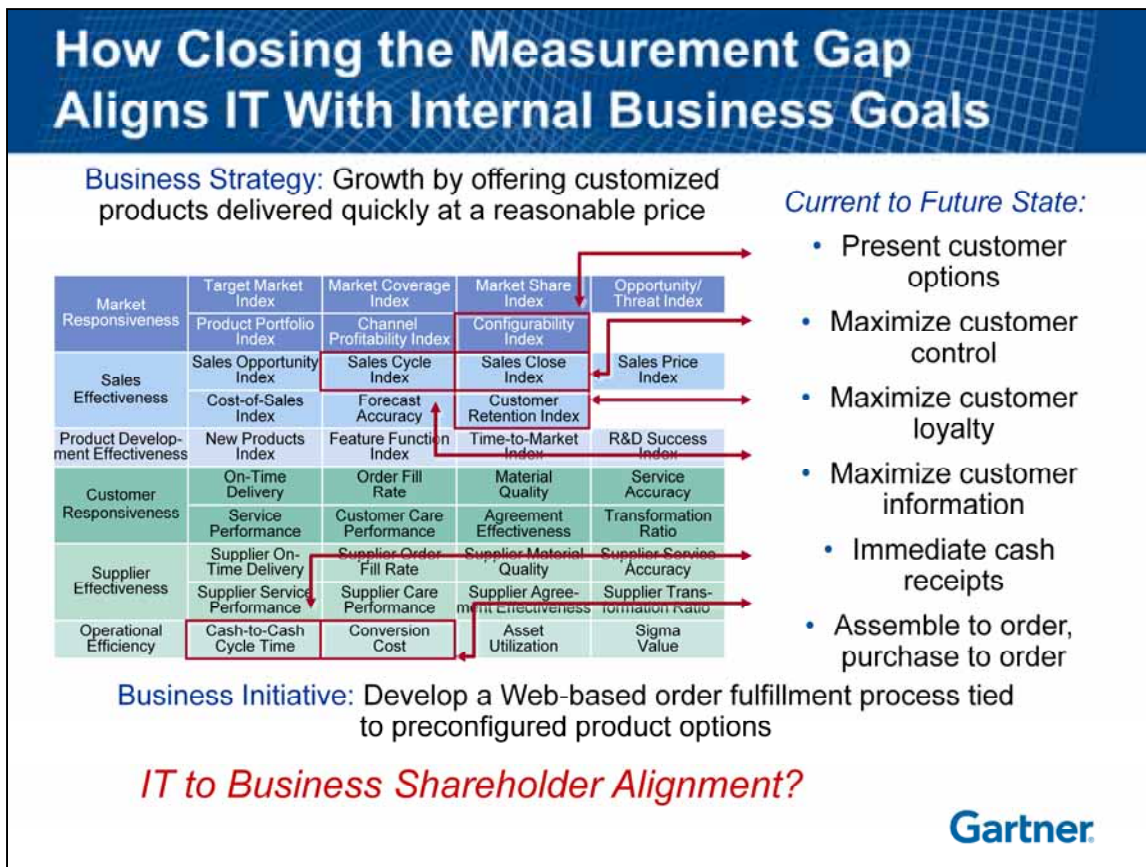 How Closing the Measurement Gap
Aligns IT With Internal Business Goals
Business Strategy: Growth by offering customized
products delivered quickly at a reasonable price
Market
Responsiveness
Target Market
Index
Market Coverage
Index
Market Share
Index
Opportunity/
Threat Index
Product Portfolio
Index
Channel
Profitability Index
Configurability
Index
Sales
Effectiveness
Sales Opportunity
Index
Sales Cycle
Index
Sales Close
Index
Sales Price
Index
Cost-of-Sales
Index
Forecast
Accuracy
Customer
Retention Index
Product Develop-
ment Effectiveness
New Products
Index
Feature Function
Index
Time-to-Market
Index
R&D Success
Index
Customer
Responsiveness
On-Time
Delivery
Order Fill
Rate
Material
Quality
Service
Accuracy
Service
Performance
Customer Care
Performance
Agreement
Effectiveness
Transformation
Ratio
Supplier
Effectiveness
Supplier On-
Time Delivery
Supplier Order
Fill Rate
Supplier Material
Quality
Supplier Service
Accuracy
Supplier Service
Performance
Supplier Care
Performance
Supplier Agree-
ment Effectiveness
Supplier Trans-
formation Ratio
Operational
Efficiency
Cash-to-Cash
Cycle Time
Conversion
Cost
Asset
Utilization
Sigma
Value
Current to Future State:
• Present customer
options
• Maximize customer
control
• Maximize customer
loyalty
• Maximize customer
information
• Immediate cash
receipts
• Assemble to order,
purchase to order
Business Initiative: Develop a Web-based order fulfillment process tied
to preconfigured product options
IT to Business Shareholder Alignment?
Gartner